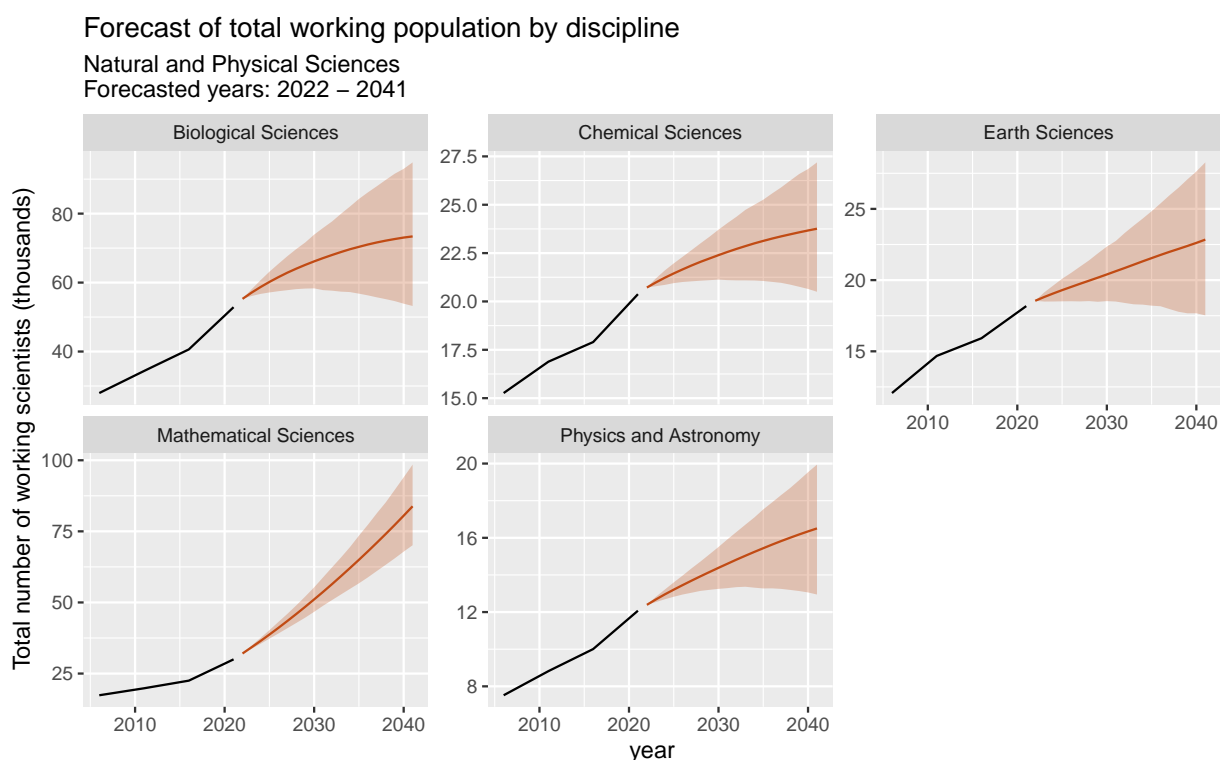 Forecast of total working population by discipline
Natural and Physical Sciences
Forecasted years: 2022 – 2041
Total number of working scientists (thousands)
Biological Sciences
80
60
40
Chemical Sciences
27.5
25.0
22.5
20.0
17.5
15.0
Earth Sciences
25
20
15
2010 2020 2030 2040
Mathematical Sciences
100
75
50
25
2010 2020 2030 2040
Physics and Astronomy
20
16
12
8
2010 2020 2030 2040
year